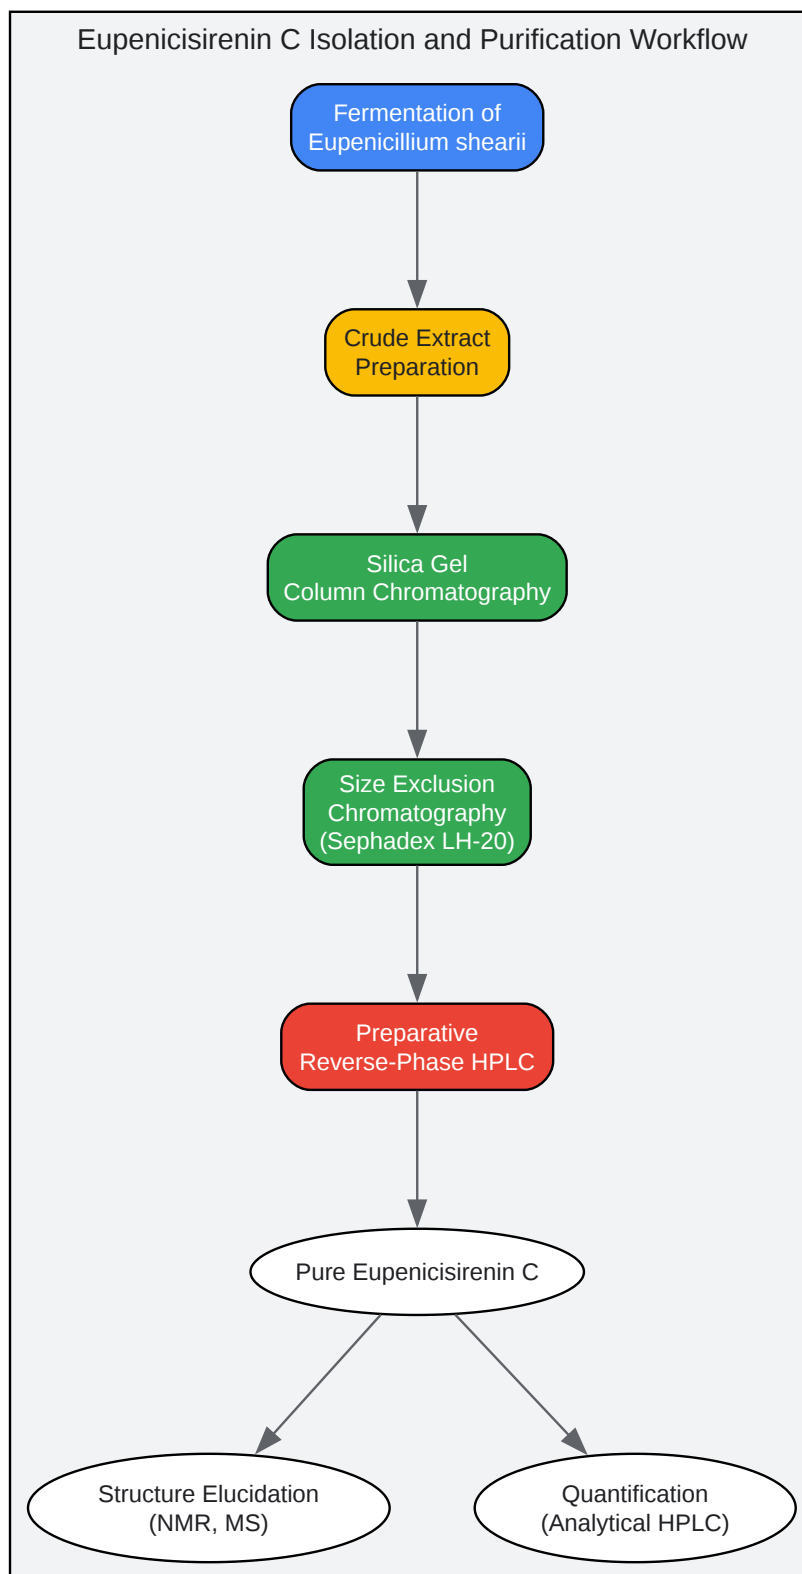 Eupenicisirenin C Isolation and Purification Workflow
Fermentation of
Eupenicillium shearii
Crude Extract
Preparation
Silica Gel
Column Chromatography
Size Exclusion
Chromatography
(Sephadex LH-20)
Preparative
Reverse-Phase HPLC
Pure Eupenicisirenin C
Structure Elucidation
(NMR, MS)
Quantification
(Analytical HPLC)